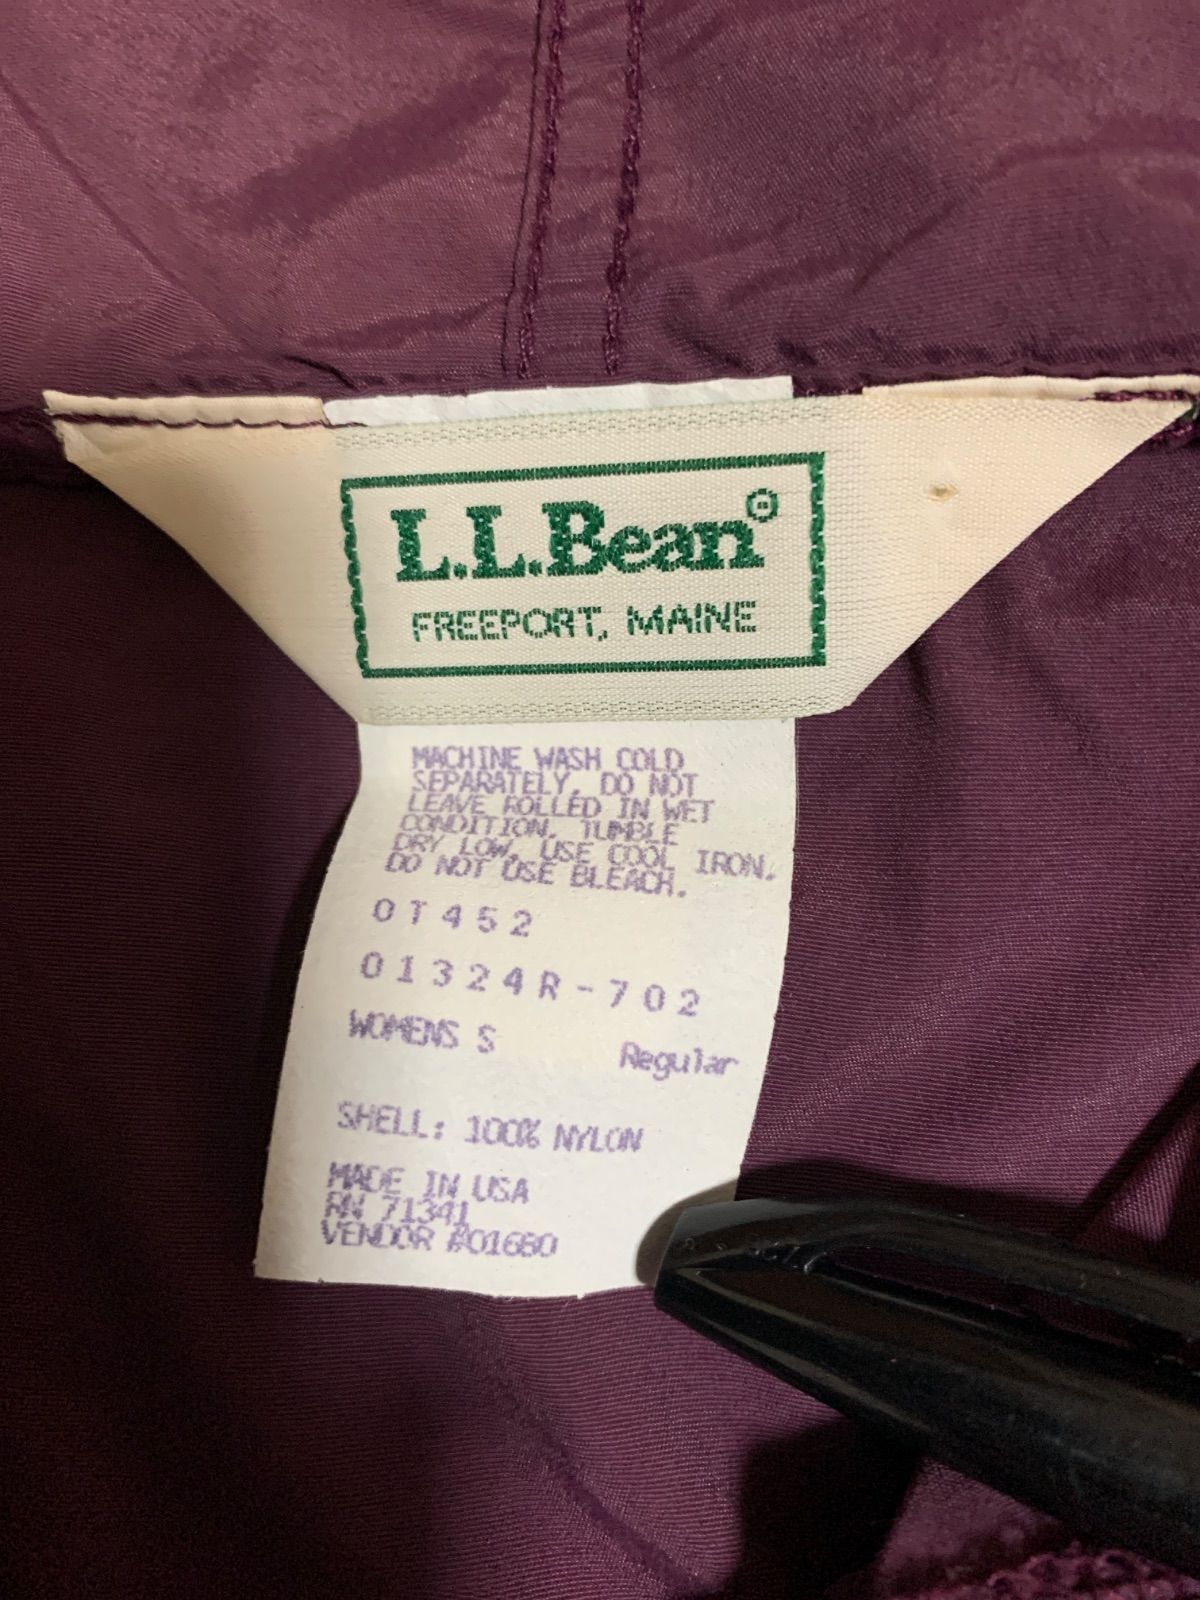 L.L.Bean®
FREEPORT, MAINE
MACHINE WASH COLD
SEPARATELY, DO NOT
LEAVE ROLLED IN WET
CONDITION. TUMBLE
DRY LOW, USE COOL IRON.
DO NOT USE BLEACH.
0T452
01324R-702
WOMENS S Regular
SHELL: 100% NYLON
MADE IN USA
RN 71341
VENDOR #01680